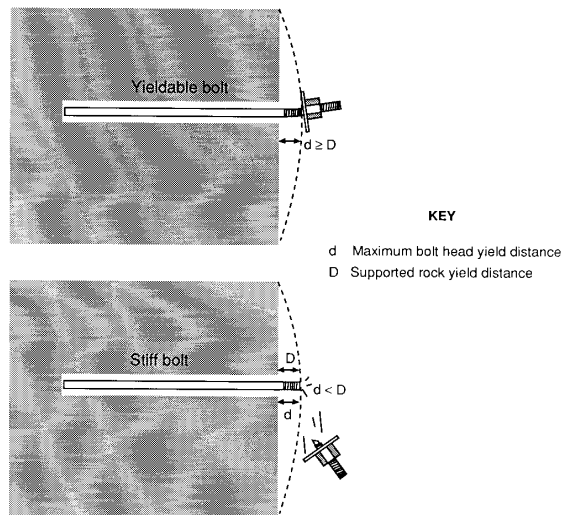 Yieldable bolt
d ≥ D
KEY
d Maximum bolt head yield distance
D Supported rock yield distance
Stiff bolt
D
d < D
d